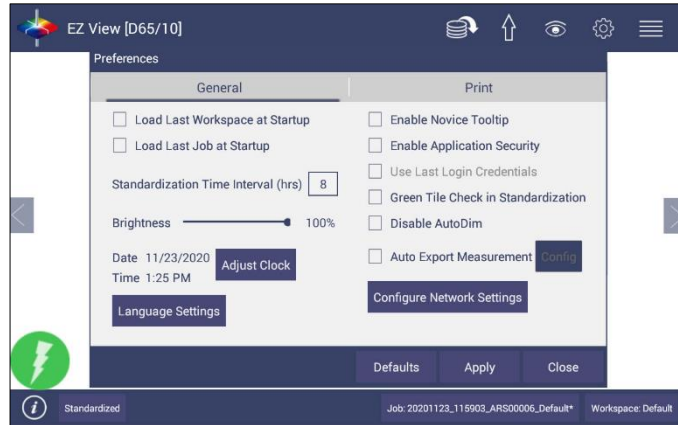 EZ View [D65/10]
Preferences
General
Print
Load Last Workspace at Startup
Load Last Job at Startup
Standardization Time Interval (hrs) 8
Brightness 100%
Date 11/23/2020
Time 1:25 PM
Adjust Clock
Language Settings
Enable Novice Tooltip
Enable Application Security
Use Last Login Credentials
Green Tile Check in Standardization
Disable AutoDim
Auto Export Measurement Config
Configure Network Settings
Defaults Apply Close
i Standardized Job: 20201123_115903_ARS00006_Default* Workspace: Default